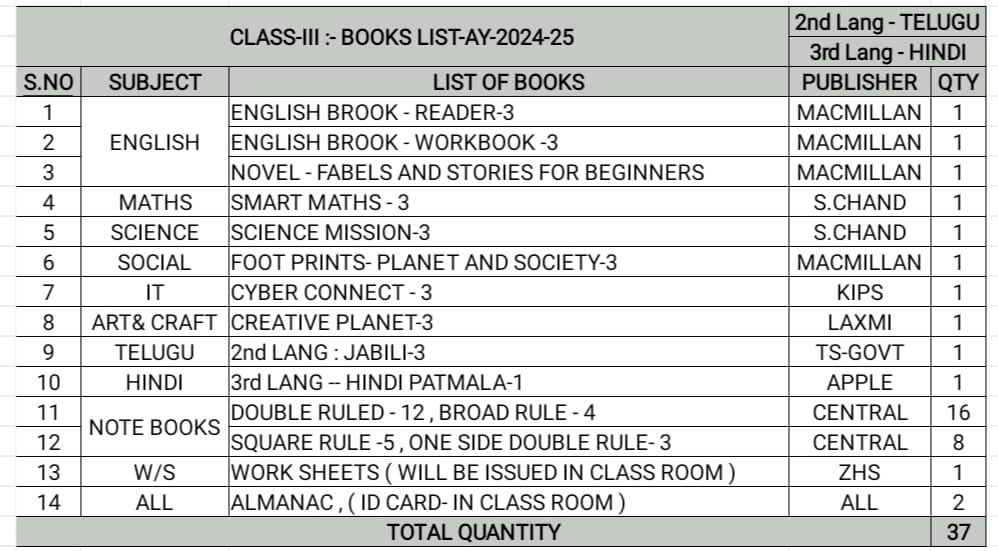 CLASS-III :- BOOKS LIST-AY-2024-25
2nd Lang - TELUGU
3rd Lang - HINDI
S.NO SUBJECT LIST OF BOOKS PUBLISHER QTY
1 ENGLISH ENGLISH BROOK - READER-3 MACMILLAN 1
2 ENGLISH BROOK - WORKBOOK -3 MACMILLAN 1
3 NOVEL - FABELS AND STORIES FOR BEGINNERS MACMILLAN 1
4 MATHS SMART MATHS - 3 S.CHAND 1
5 SCIENCE SCIENCE MISSION-3 S.CHAND 1
6 SOCIAL FOOT PRINTS- PLANET AND SOCIETY-3 MACMILLAN 1
7 IT CYBER CONNECT - 3 KIPS 1
8 ART& CRAFT CREATIVE PLANET-3 LAXMI 1
9 TELUGU 2nd LANG : JABILI-3 TS-GOVT 1
10 HINDI 3rd LANG -- HINDI PATMALA-1 APPLE 1
11 NOTE BOOKS DOUBLE RULED - 12 , BROAD RULE - 4 CENTRAL 16
12 SQUARE RULE -5 , ONE SIDE DOUBLE RULE- 3 CENTRAL 8
13 W/S WORK SHEETS ( WILL BE ISSUED IN CLASS ROOM ) ZHS 1
14 ALL ALMANAC , ( ID CARD- IN CLASS ROOM ) ALL 2
TOTAL QUANTITY 37